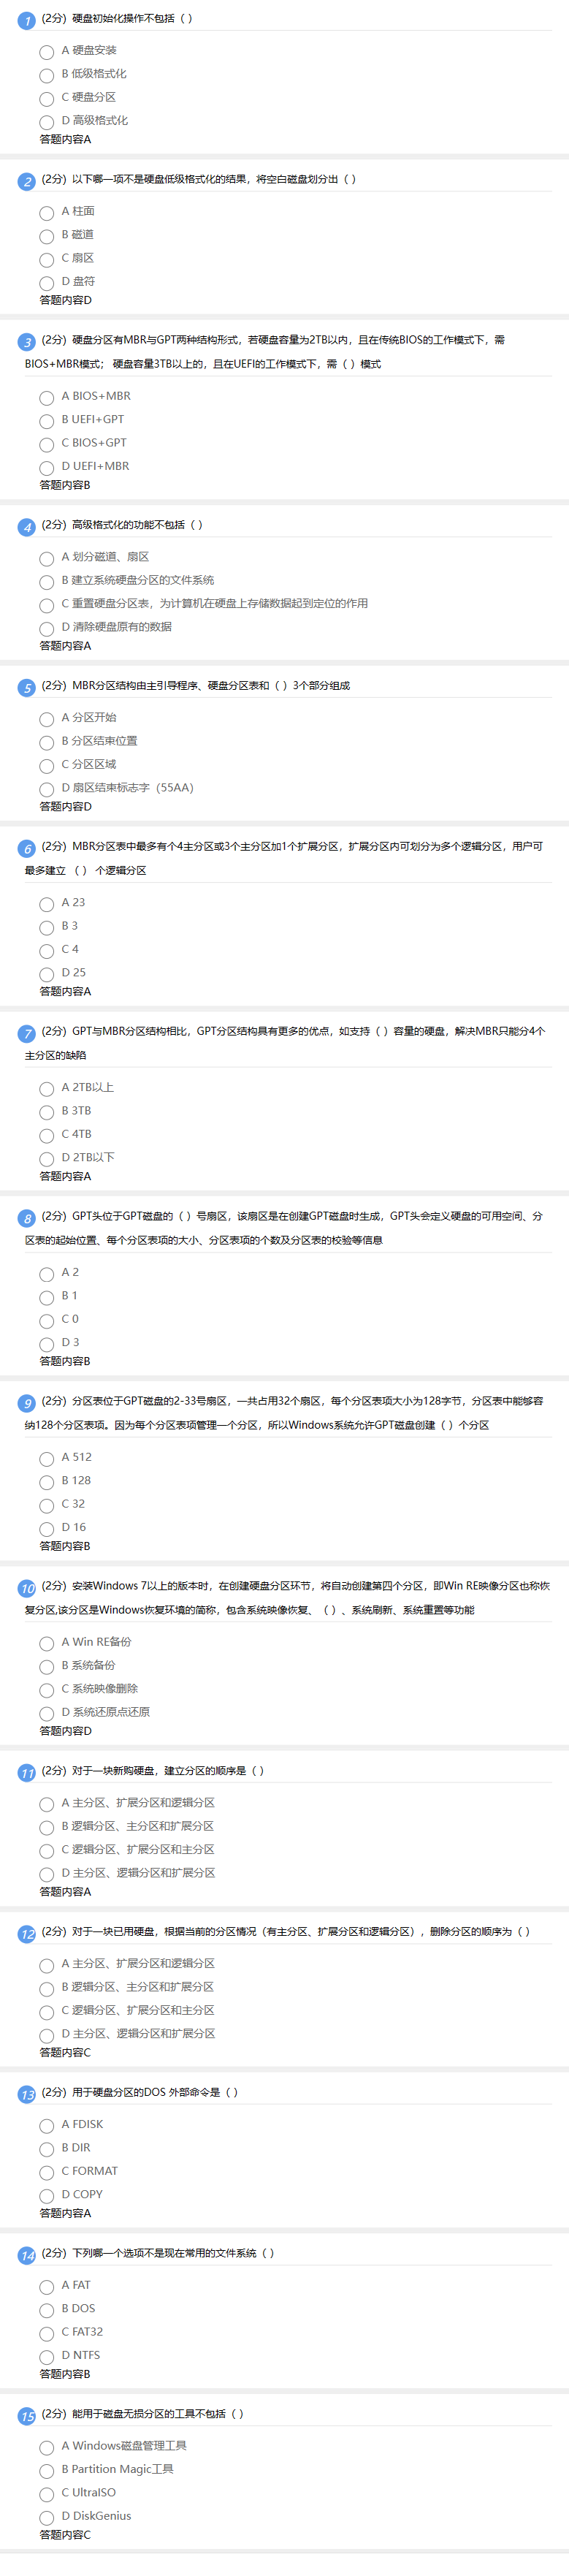 1 (2分) 硬盘初始化操作不包括（ ）
A 硬盘安装
B 低级格式化
C 硬盘分区
D 高级格式化
答题内容A
2 (2分) 以下哪一项不是硬盘低级格式化的结果，将空白磁盘划分出（ ）
A 柱面
B 磁道
C 扇区
D 盘符
答题内容D
3 (2分) 硬盘分区有MBR与GPT两种结构形式，若硬盘容量为2TB以内，且在传统BIOS的工作模式下，需
BIOS+MBR模式； 硬盘容量3TB以上的，且在UEFI的工作模式下，需（ ）模式
A BIOS+MBR
B UEFI+GPT
C BIOS+GPT
D UEFI+MBR
答题内容B
4 (2分) 高级格式化的功能不包括（ ）
A 划分磁道、扇区
B 建立系统硬盘分区的文件系统
C 重置硬盘分区表，为计算机在硬盘上存储数据起到定位的作用
D 清除硬盘原有的数据
答题内容A
5 (2分) MBR分区结构由主引导程序、硬盘分区表和（ ）3个部分组成
A 分区开始
B 分区结束位置
C 分区区域
D 扇区结束标志字（55AA）
答题内容D
6 (2分) MBR分区表中最多有个4主分区或3个主分区加1个扩展分区，扩展分区内可划分为多个逻辑分区，用户可
最多建立 （ ） 个逻辑分区
A 23
B 3
C 4
D 25
答题内容A
7 (2分) GPT与MBR分区结构相比，GPT分区结构具有更多的优点，如支持（ ）容量的硬盘，解决MBR只能分4个
主分区的缺陷
A 2TB以上
B 3TB
C 4TB
D 2TB以下
答题内容A
8 (2分) GPT头位于GPT磁盘的（ ）号扇区，该扇区是在创建GPT磁盘时生成，GPT头会定义硬盘的可用空间、分
区表的起始位置、每个分区表项的大小、分区表项的个数及分区表的校验等信息
A 2
B 1
C 0
D 3
答题内容B
9 (2分) 分区表位于GPT磁盘的2-33号扇区，一共占用32个扇区，每个分区表项大小为128字节，分区表中能够容
纳128个分区表项。因为每个分区表项管理一个分区，所以Windows系统允许GPT磁盘创建（ ）个分区
A 512
B 128
C 32
D 16
答题内容B
10 (2分) 安装Windows 7以上的版本时，在创建硬盘分区环节，将自动创建第四个分区，即Win RE映像分区也称恢
复分区,该分区是Windows恢复环境的简称，包含系统映像恢复、（ ）、系统刷新、系统重置等功能
A Win RE备份
B 系统备份
C 系统映像删除
D 系统还原点还原
答题内容D
11 (2分) 对于一块新购硬盘，建立分区的顺序是（ ）
A 主分区、扩展分区和逻辑分区
B 逻辑分区、主分区和扩展分区
C 逻辑分区、扩展分区和主分区
D 主分区、逻辑分区和扩展分区
答题内容A
12 (2分) 对于一块已用硬盘，根据当前的分区情况（有主分区、扩展分区和逻辑分区），删除分区的顺序为（ ）
A 主分区、扩展分区和逻辑分区
B 逻辑分区、主分区和扩展分区
C 逻辑分区、扩展分区和主分区
D 主分区、逻辑分区和扩展分区
答题内容C
13 (2分) 用于硬盘分区的DOS 外部命令是（ ）
A FDISK
B DIR
C FORMAT
D COPY
答题内容A
14 (2分) 下列哪一个选项不是现在常用的文件系统（ ）
A FAT
B DOS
C FAT32
D NTFS
答题内容B
15 (2分) 能用于磁盘无损分区的工具不包括（ ）
A Windows磁盘管理工具
B Partition Magic工具
C UltraISO
D DiskGenius
答题内容C